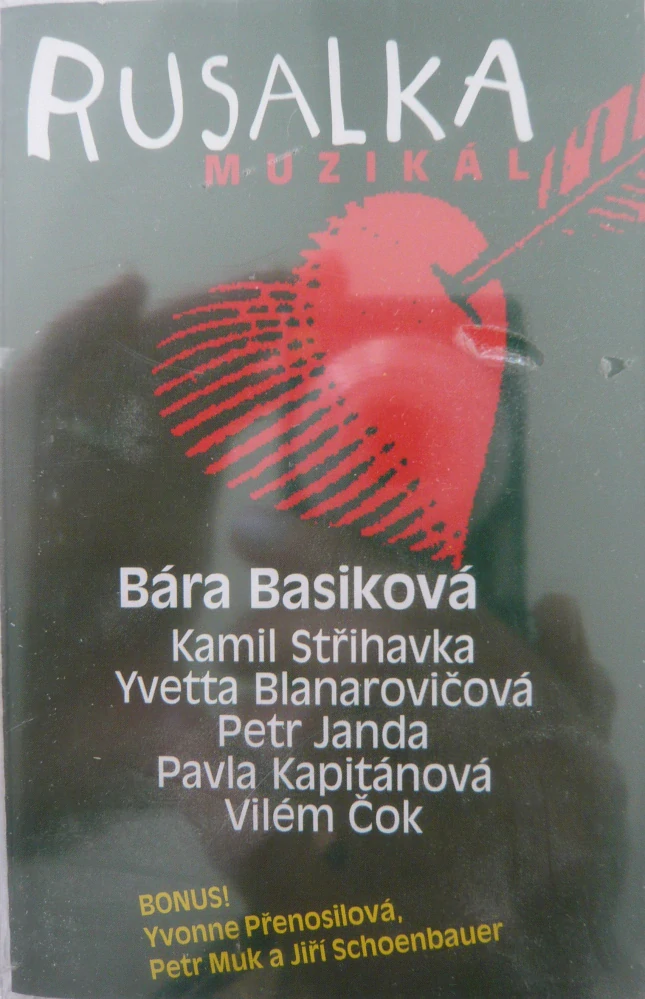 RUSALKA
MUZIKÁL
Bára Basiková
Kamil Střihavka
Yvetta Blanarovičová
Petr Janda
Pavla Kapitánová
Vilém Čok
BONUS!
Yvonne Přenosilová,
Petr Muk a Jiří Schoenbauer